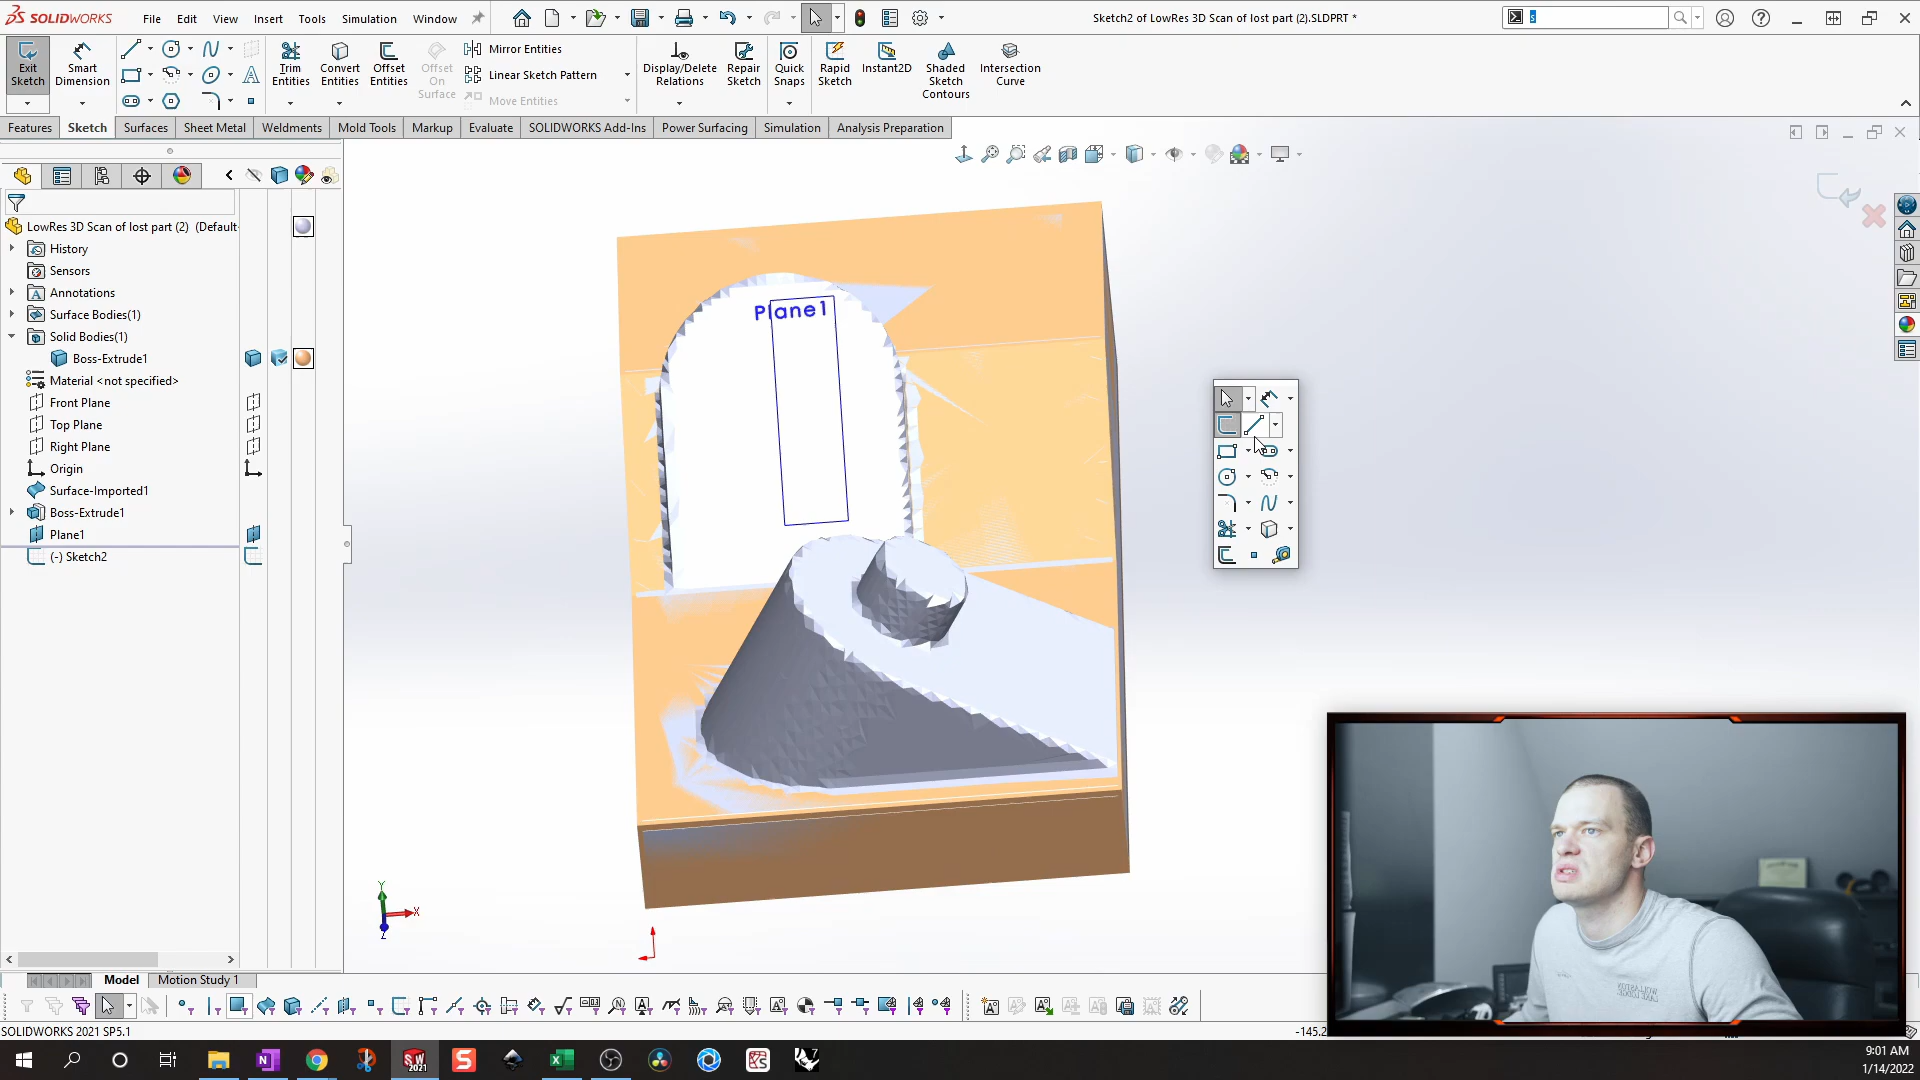 SOLIDWORKS
File
Edit
View
Insert
Tools
Simulation
Window
Sketch2 of LowRes 3D Scan of lost part (2).SLDPRT *
s
Exit
Sketch
Smart
Dimension
Trim
Entities
Convert
Entities
Offset
Entities
Offset
On
Surface
Mirror Entities
Linear Sketch Pattern
Move Entities
Display/Delete
Relations
Repair
Sketch
Quick
Snaps
Rapid
Sketch
Instant2D
Shaded
Sketch
Contours
Intersection
Curve
Features
Sketch
Surfaces
Sheet Metal
Weldments
Mold Tools
Markup
Evaluate
SOLIDWORKS Add-Ins
Power Surfacing
Simulation
Analysis Preparation
LowRes 3D Scan of lost part (2) (Default
History
Sensors
Annotations
Surface Bodies(1)
Solid Bodies(1)
Boss-Extrude1
Material <not specified>
Front Plane
Top Plane
Right Plane
Origin
Surface-Imported1
Boss-Extrude1
Plane1
(-) Sketch2
Plane1
Y
X
Z
Model
Motion Study 1
SOLIDWORKS 2021 SP5.1
-145.2
9:01 AM
1/14/2022